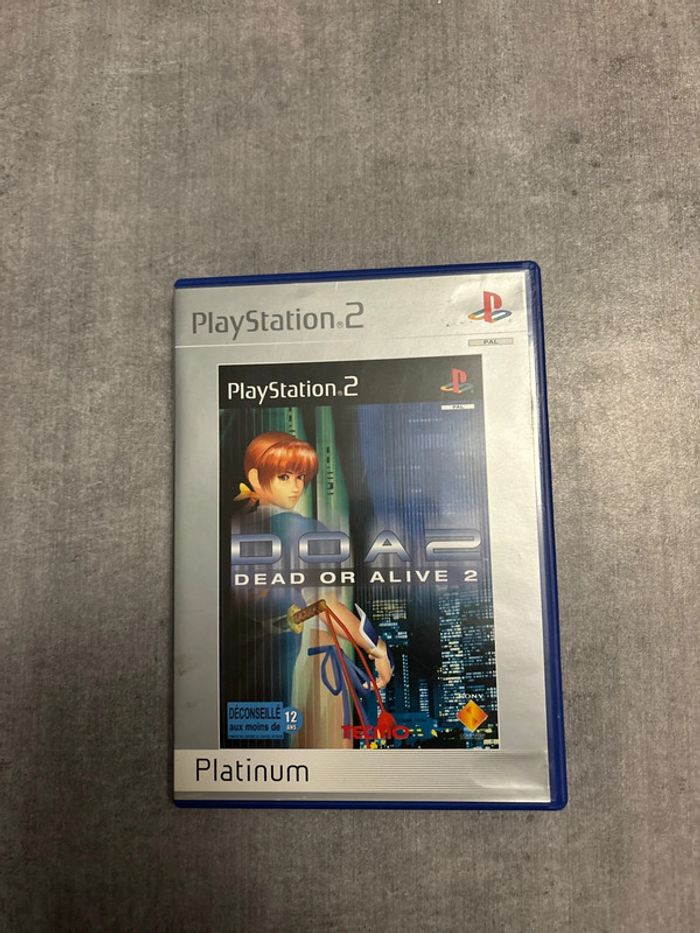 PlayStation®2
PAL
PlayStation®2
PAL
DOA2
DEAD OR ALIVE 2
DÉCONSEILLÉ
aux moins de
12
ANS
TECMO
SONY
Platinum